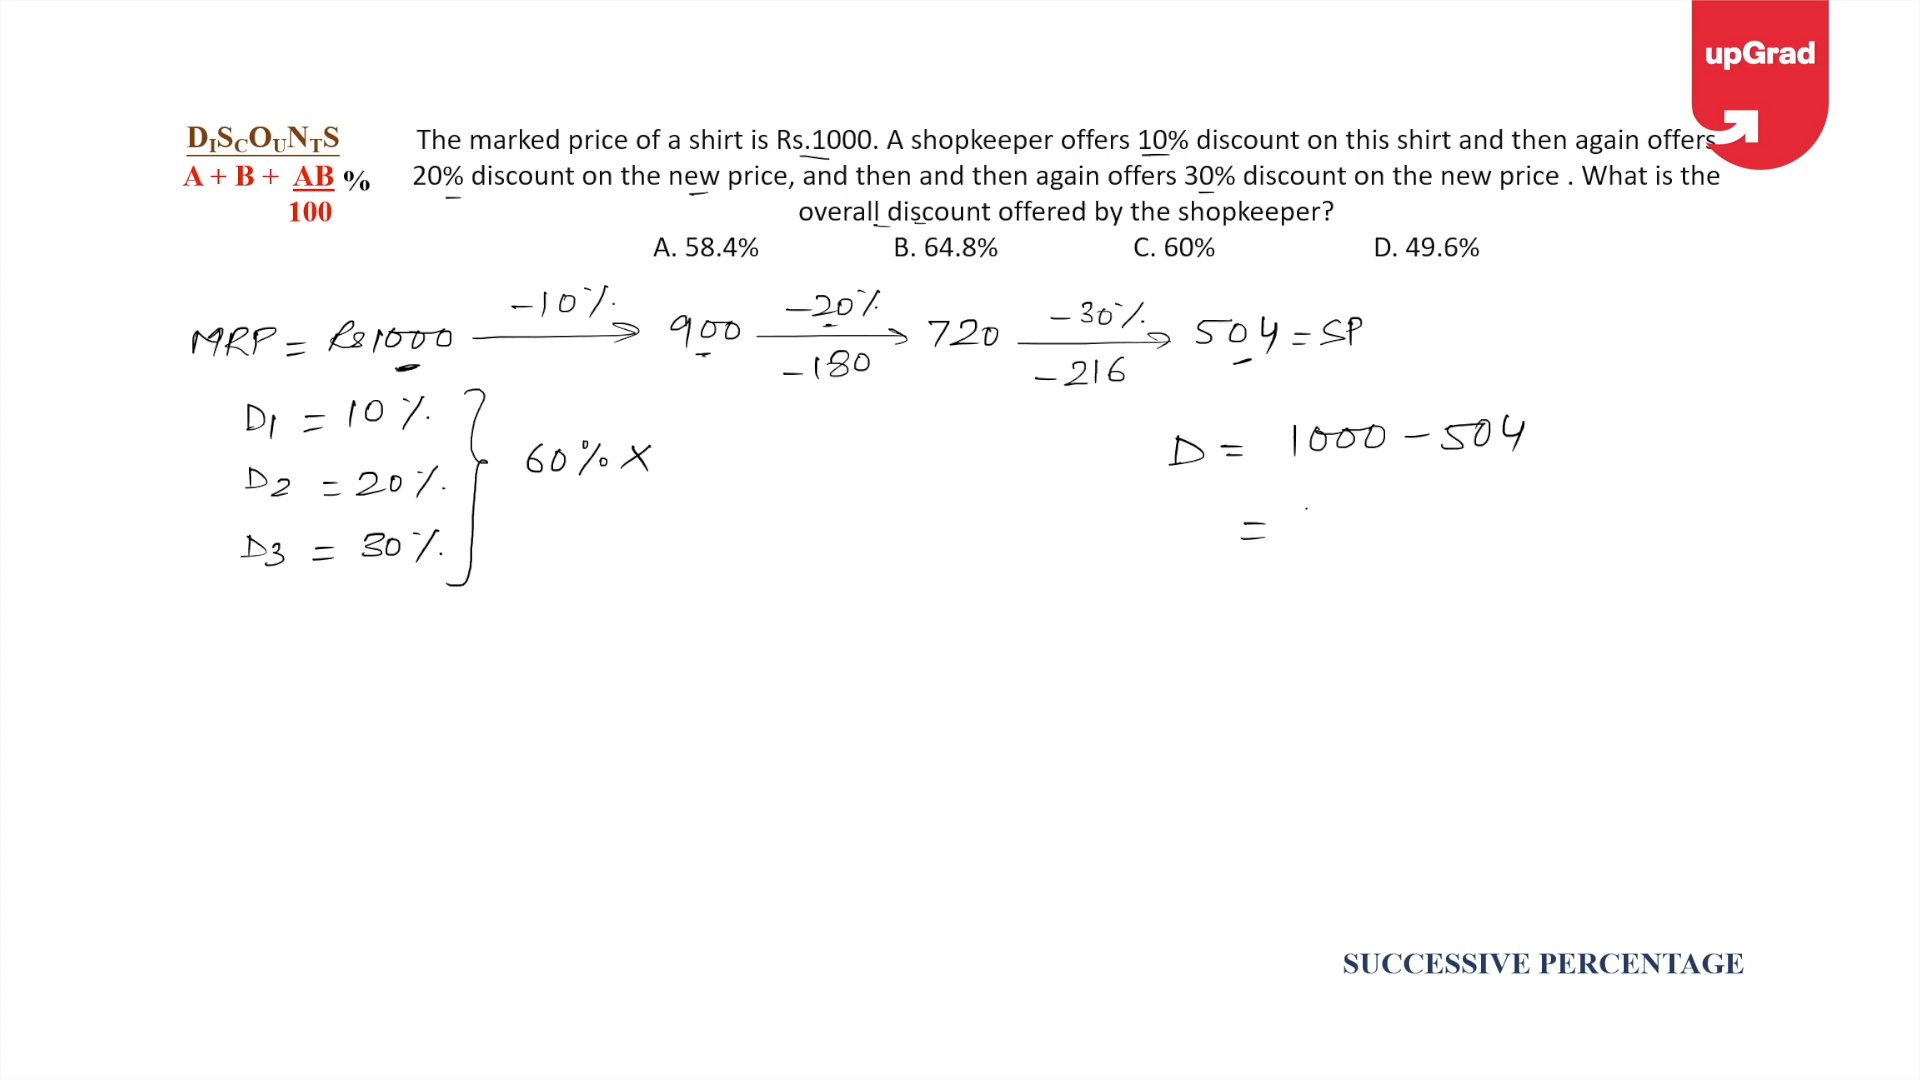 upGrad
DISCOUNTS
A + B + AB/100 %
The marked price of a shirt is Rs.1000. A shopkeeper offers 10% discount on this shirt and then again offers
20% discount on the new price, and then and then again offers 30% discount on the new price . What is the
overall discount offered by the shopkeeper?
A. 58.4% B. 64.8% C. 60% D. 49.6%
MRP = Rs 1000 -10% → 900 -20% -180 → 720 -30% -216 → 504 = SP
D1 = 10%.
D2 = 20%.
D3 = 30%.
60% X
D = 1000 - 504
=
SUCCESSIVE PERCENTAGE